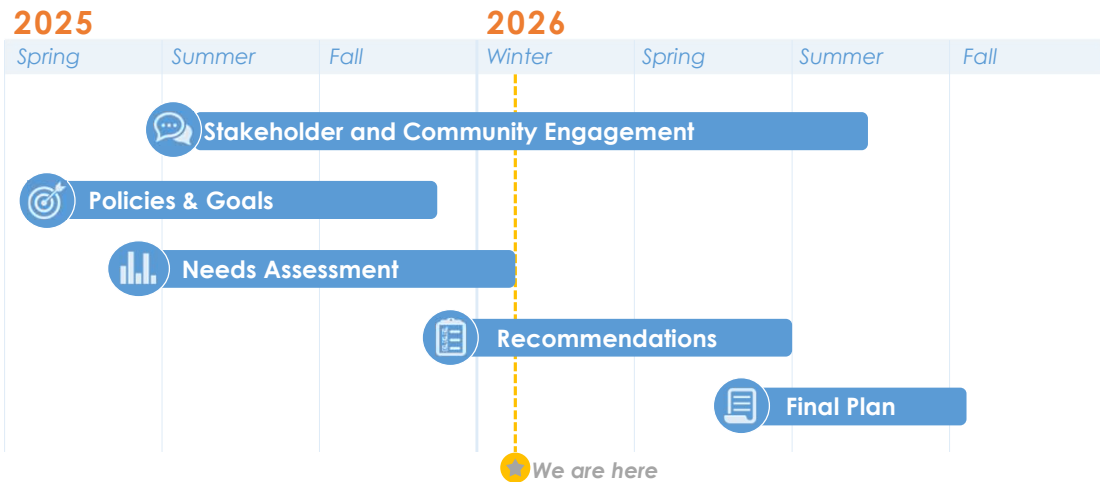 2025 2026
Spring Summer Fall Winter Spring Summer Fall
Stakeholder and Community Engagement
Policies & Goals
Needs Assessment
Recommendations
Final Plan
We are here